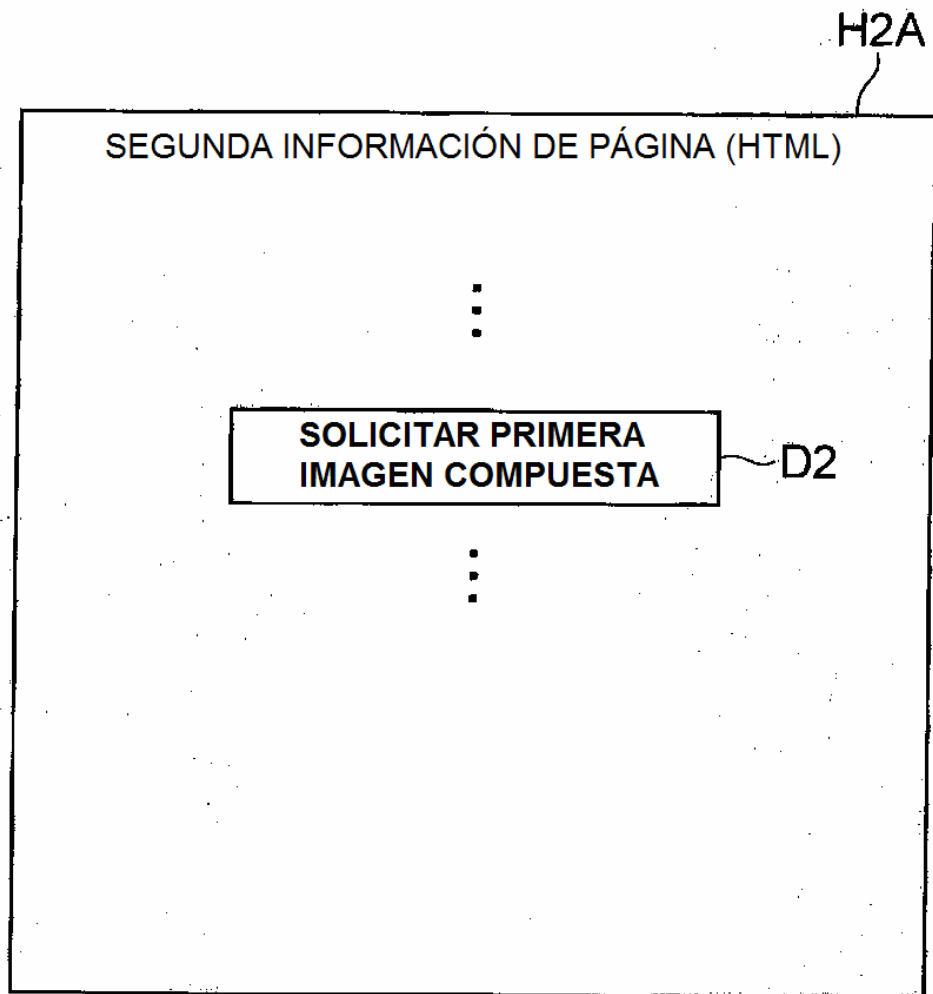 H2A
SEGUNDA INFORMACIÓN DE PÁGINA (HTML)
SOLICITAR PRIMERA
IMAGEN COMPUESTA
D2